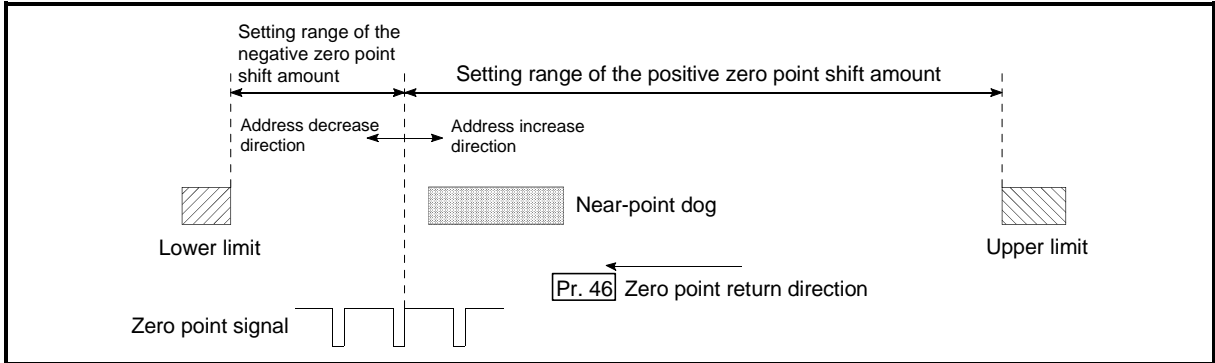 Setting range of the
negative zero point
shift amount
Setting range of the positive zero point shift amount
Address decrease
direction
Address increase
direction
Near-point dog
Lower limit
Upper limit
Pr. 46 Zero point return direction
Zero point signal